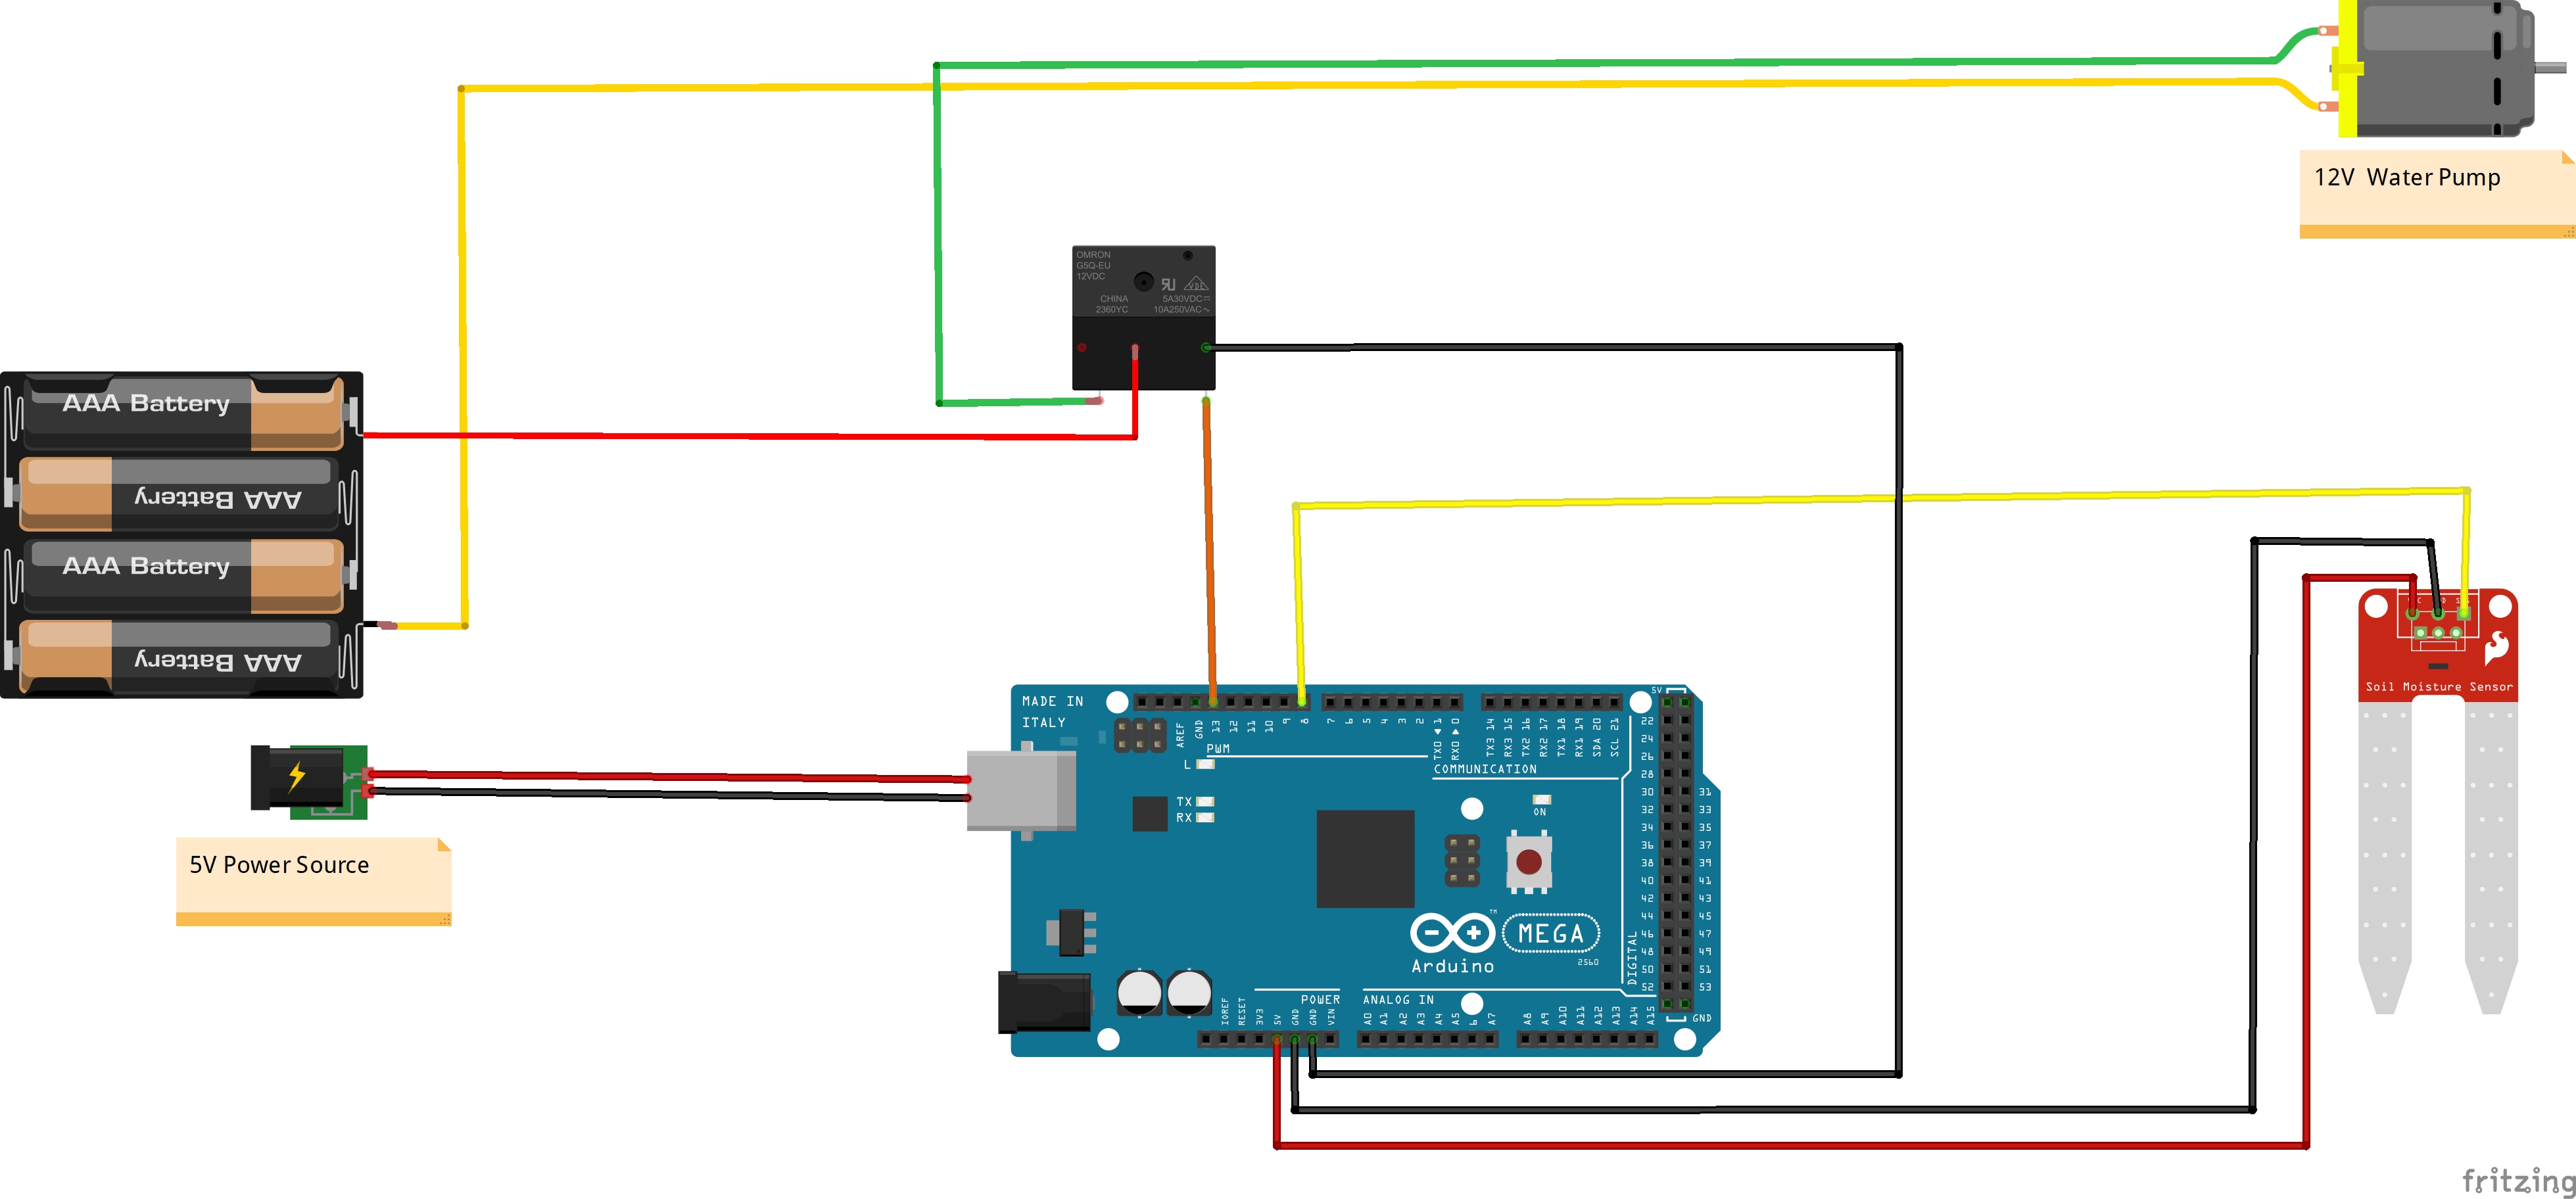 12V  Water Pump
OMRON
G5Q-EU
12VDC
CHINA
2360YC
5A30VDC
10A250VAC~
VDE
AAA Battery
AAA Battery
AAA Battery
AAA Battery
5V Power Source
Soil Moisture Sensor
MADE IN
ITALY
AREF
GND
13
12
11
10
9
8
7
6
5
4
3
2
TX0 1
RX0 0
TX3 14
RX3 15
TX2 16
RX2 17
TX1 18
RX1 19
SDA 20
SCL 21
PWM
COMMUNICATION
L
TX
RX
ON
5V
22
24
26
28
30 31
32 33
34 35
36 37
38 39
40 41
42 43
44 45
46 47
48 49
50 51
52 53
GND
DIGITAL
MEGA
2560
TM
Arduino
POWER
ANALOG IN
IOREF
RESET
3V3
5V
GND
GND
VIN
A0
A1
A2
A3
A4
A5
6
A7
A8
A9
A10
A11
A12
A13
A14
A15
fritzing